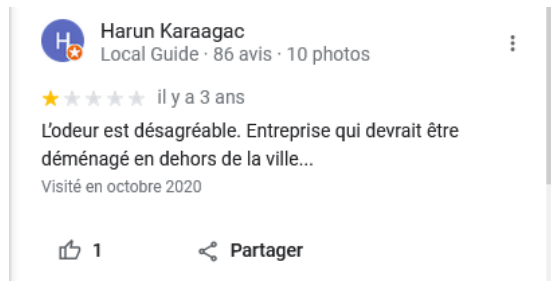 H
Harun Karaagac
Local Guide · 86 avis · 10 photos
il y a 3 ans
L'odeur est désagréable. Entreprise qui devrait être
déménagé en dehors de la ville...
Visité en octobre 2020
1
Partager